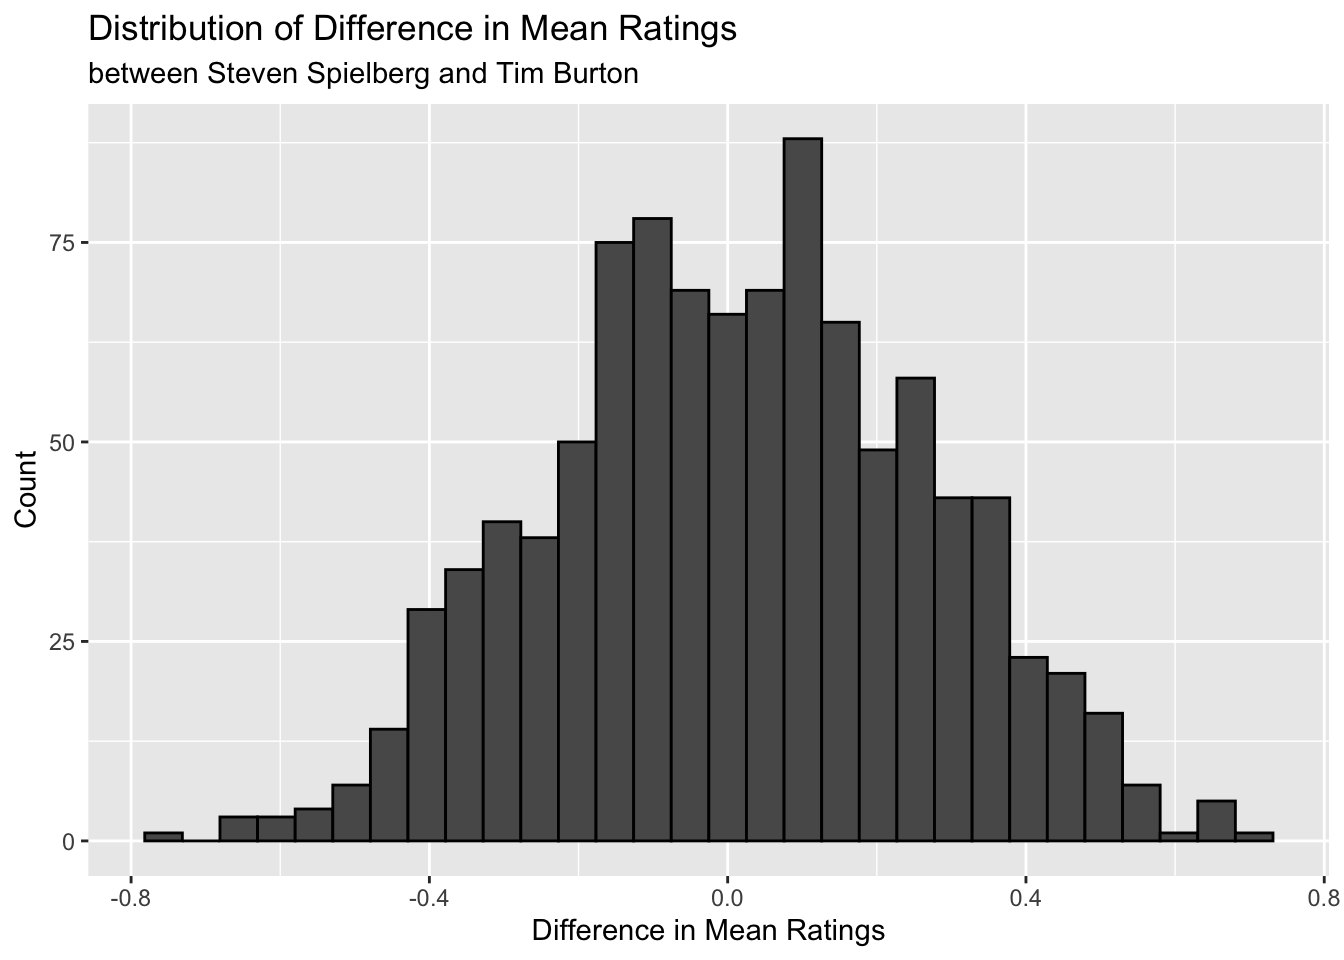 Distribution of Difference in Mean Ratings
between Steven Spielberg and Tim Burton
Count
75
50
25
0
-0.8
-0.4
0.0
0.4
0.8
Difference in Mean Ratings